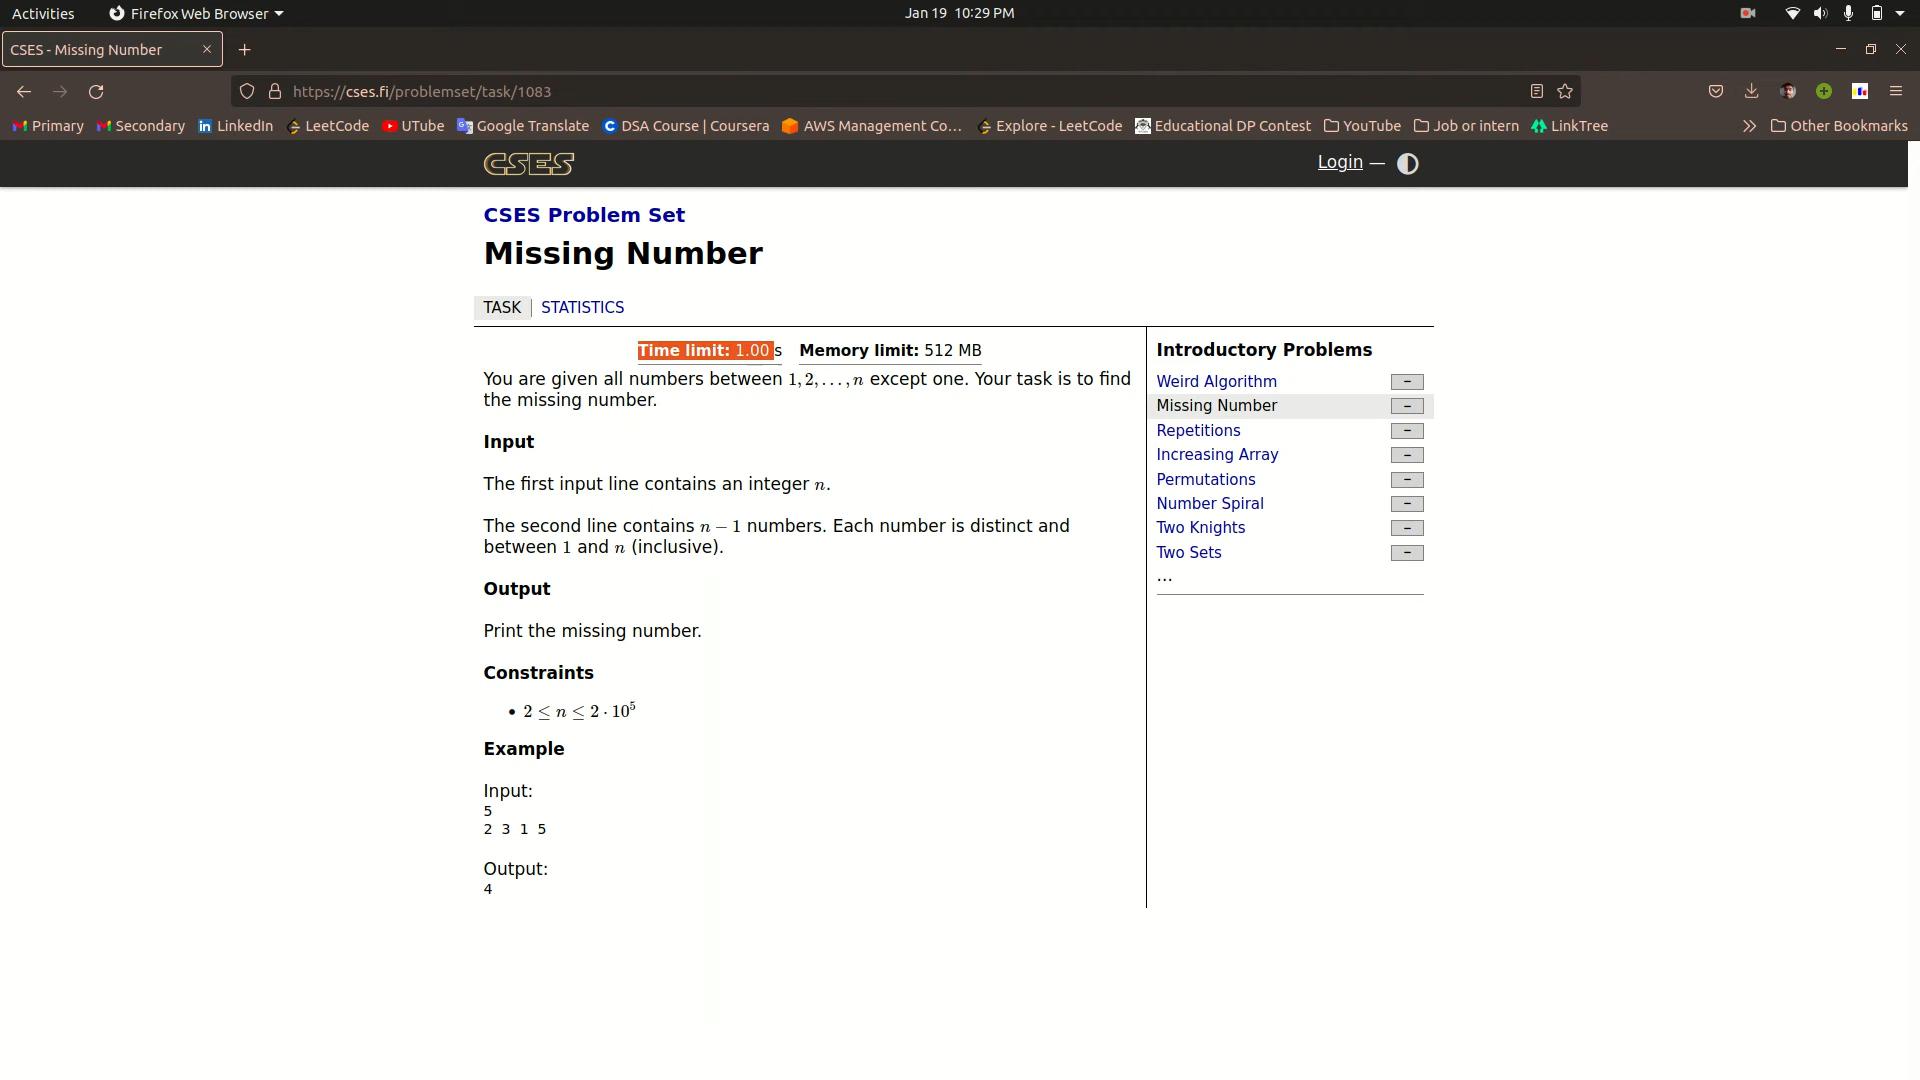 Activities Firefox Web Browser Jan 19 10:29 PM
CSES - Missing Number
https://cses.fi/problemset/task/1083
Primary Secondary LinkedIn LeetCode UTube Google Translate DSA Course | Coursera AWS Management Co... Explore - LeetCode Educational DP Contest YouTube Job or intern LinkTree Other Bookmarks
CSES Login —
CSES Problem Set
Missing Number
TASK STATISTICS
Time limit: 1.00 s Memory limit: 512 MB
You are given all numbers between 1, 2, . . . , n except one. Your task is to find
the missing number.
Input
The first input line contains an integer n.
The second line contains n − 1 numbers. Each number is distinct and
between 1 and n (inclusive).
Output
Print the missing number.
Constraints
• 2 ≤ n ≤ 2 · 10⁵
Example
Input:
5
2 3 1 5
Output:
4
Introductory Problems
Weird Algorithm –
Missing Number –
Repetitions –
Increasing Array –
Permutations –
Number Spiral –
Two Knights –
Two Sets –
...